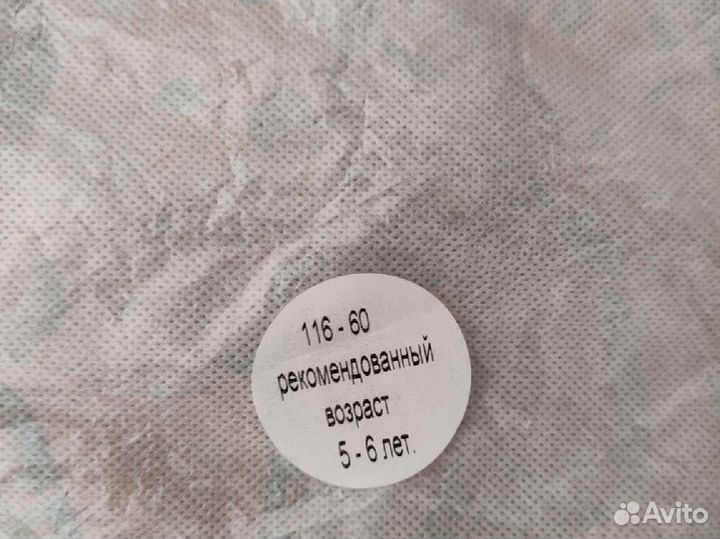 116 - 60
рекомендованный
возраст
5 - 6 лет.
Avito